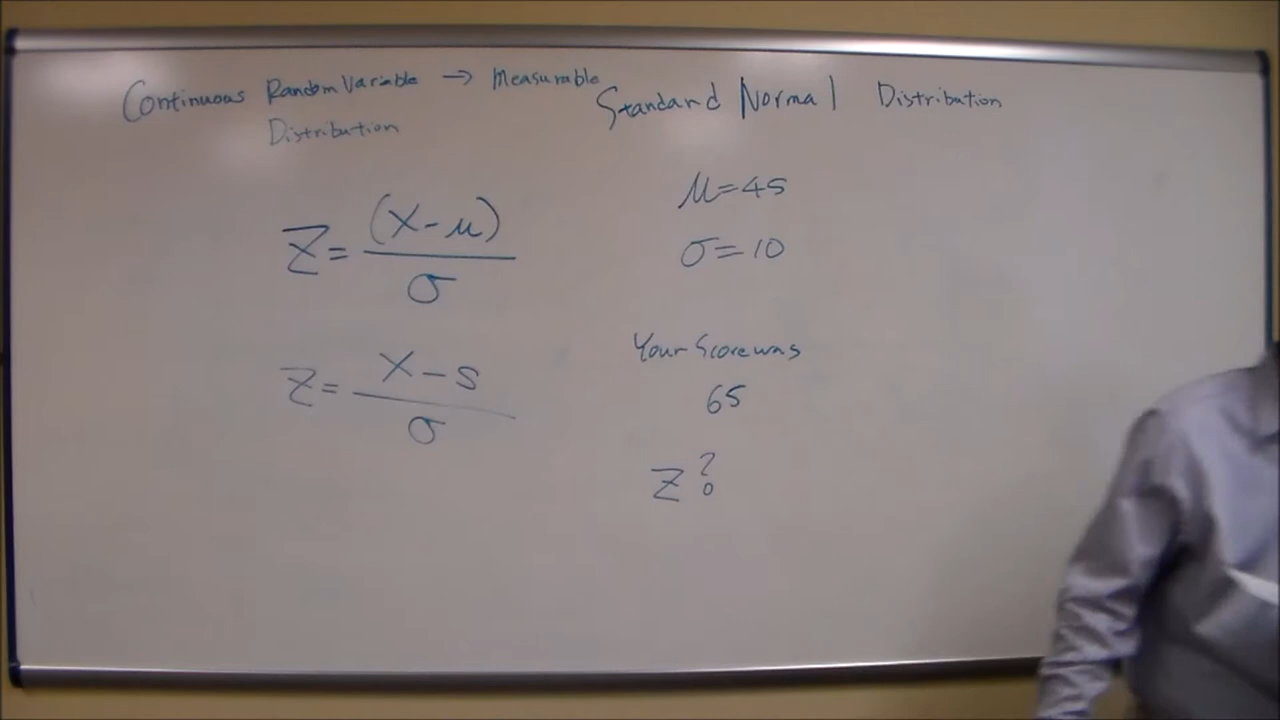 Continuous Random Variable → Measurable
Distribution
Z = (X - μ) / σ
Z = X - s / σ
Standard Normal Distribution
μ = 45
σ = 10
Your Score was
65
Z?